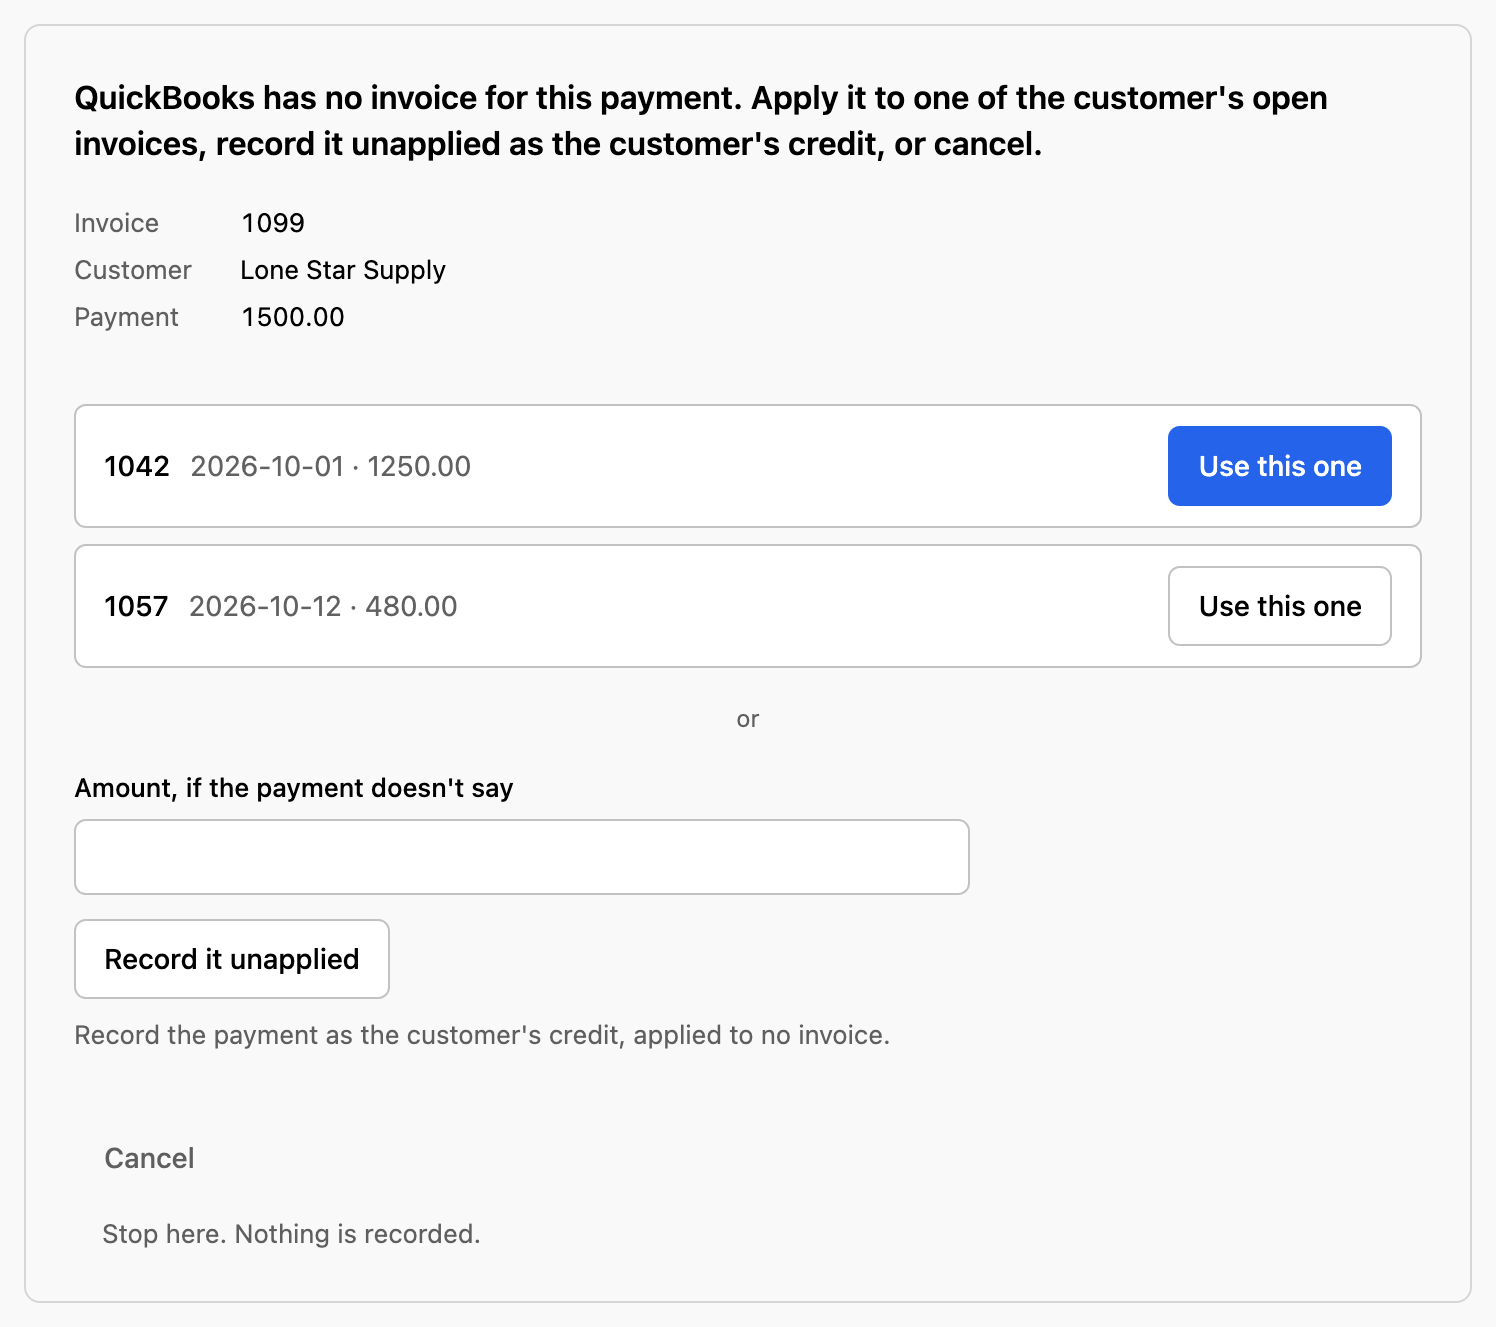 QuickBooks has no invoice for this payment. Apply it to one of the customer's open
invoices, record it unapplied as the customer's credit, or cancel.
Invoice 1099
Customer Lone Star Supply
Payment 1500.00
1042 2026-10-01 · 1250.00 Use this one
1057 2026-10-12 · 480.00 Use this one
or
Amount, if the payment doesn't say
Record it unapplied
Record the payment as the customer's credit, applied to no invoice.
Cancel
Stop here. Nothing is recorded.